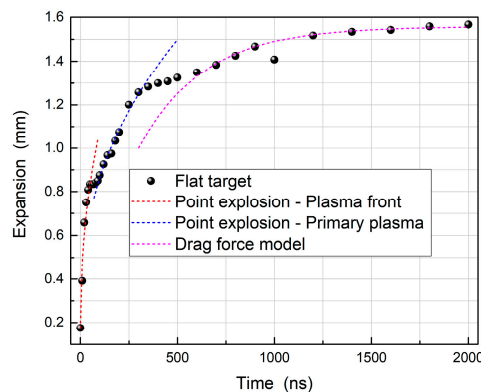 1.6
1.4
1.2
1.0
0.8
0.6
0.4
0.2
Expansion (mm)
Flat target
Point explosion - Plasma front
Point explosion - Primary plasma
Drag force model
0 500 1000 1500 2000
Time (ns)